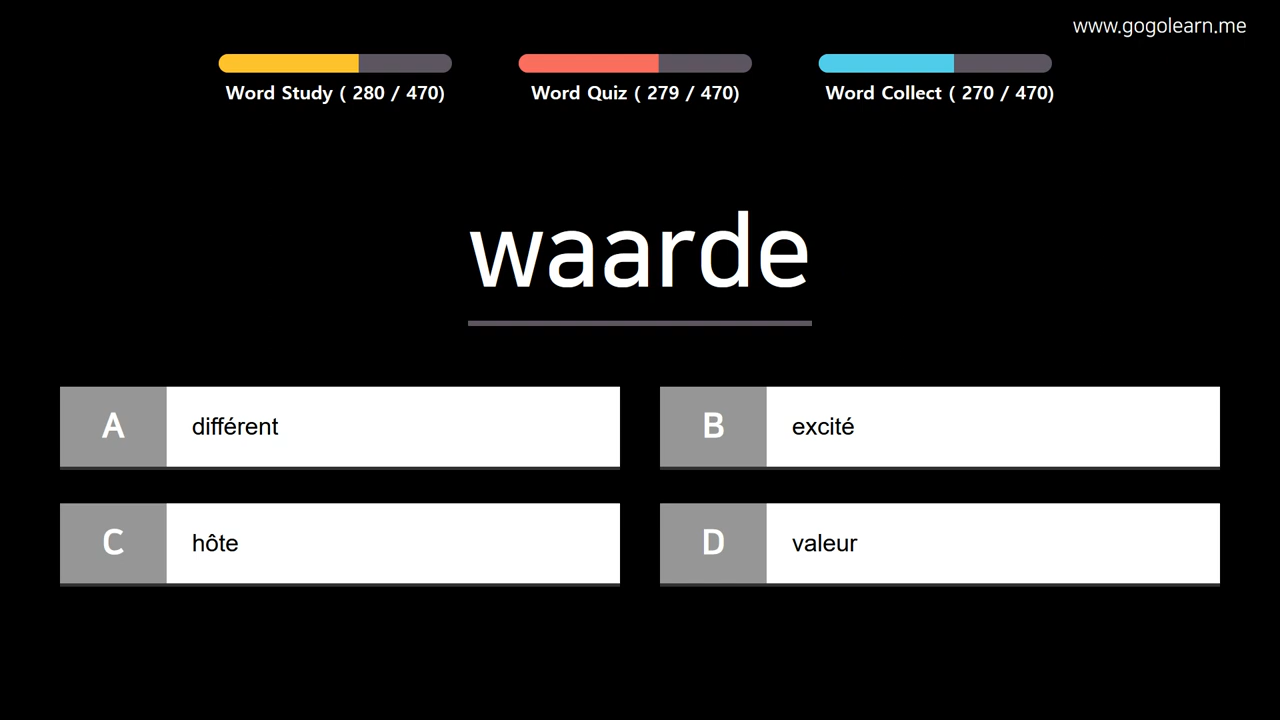 www.gogolearn.me
Word Study ( 280 / 470)
Word Quiz ( 279 / 470)
Word Collect ( 270 / 470)
waarde
A
différent
B
excité
C
hôte
D
valeur